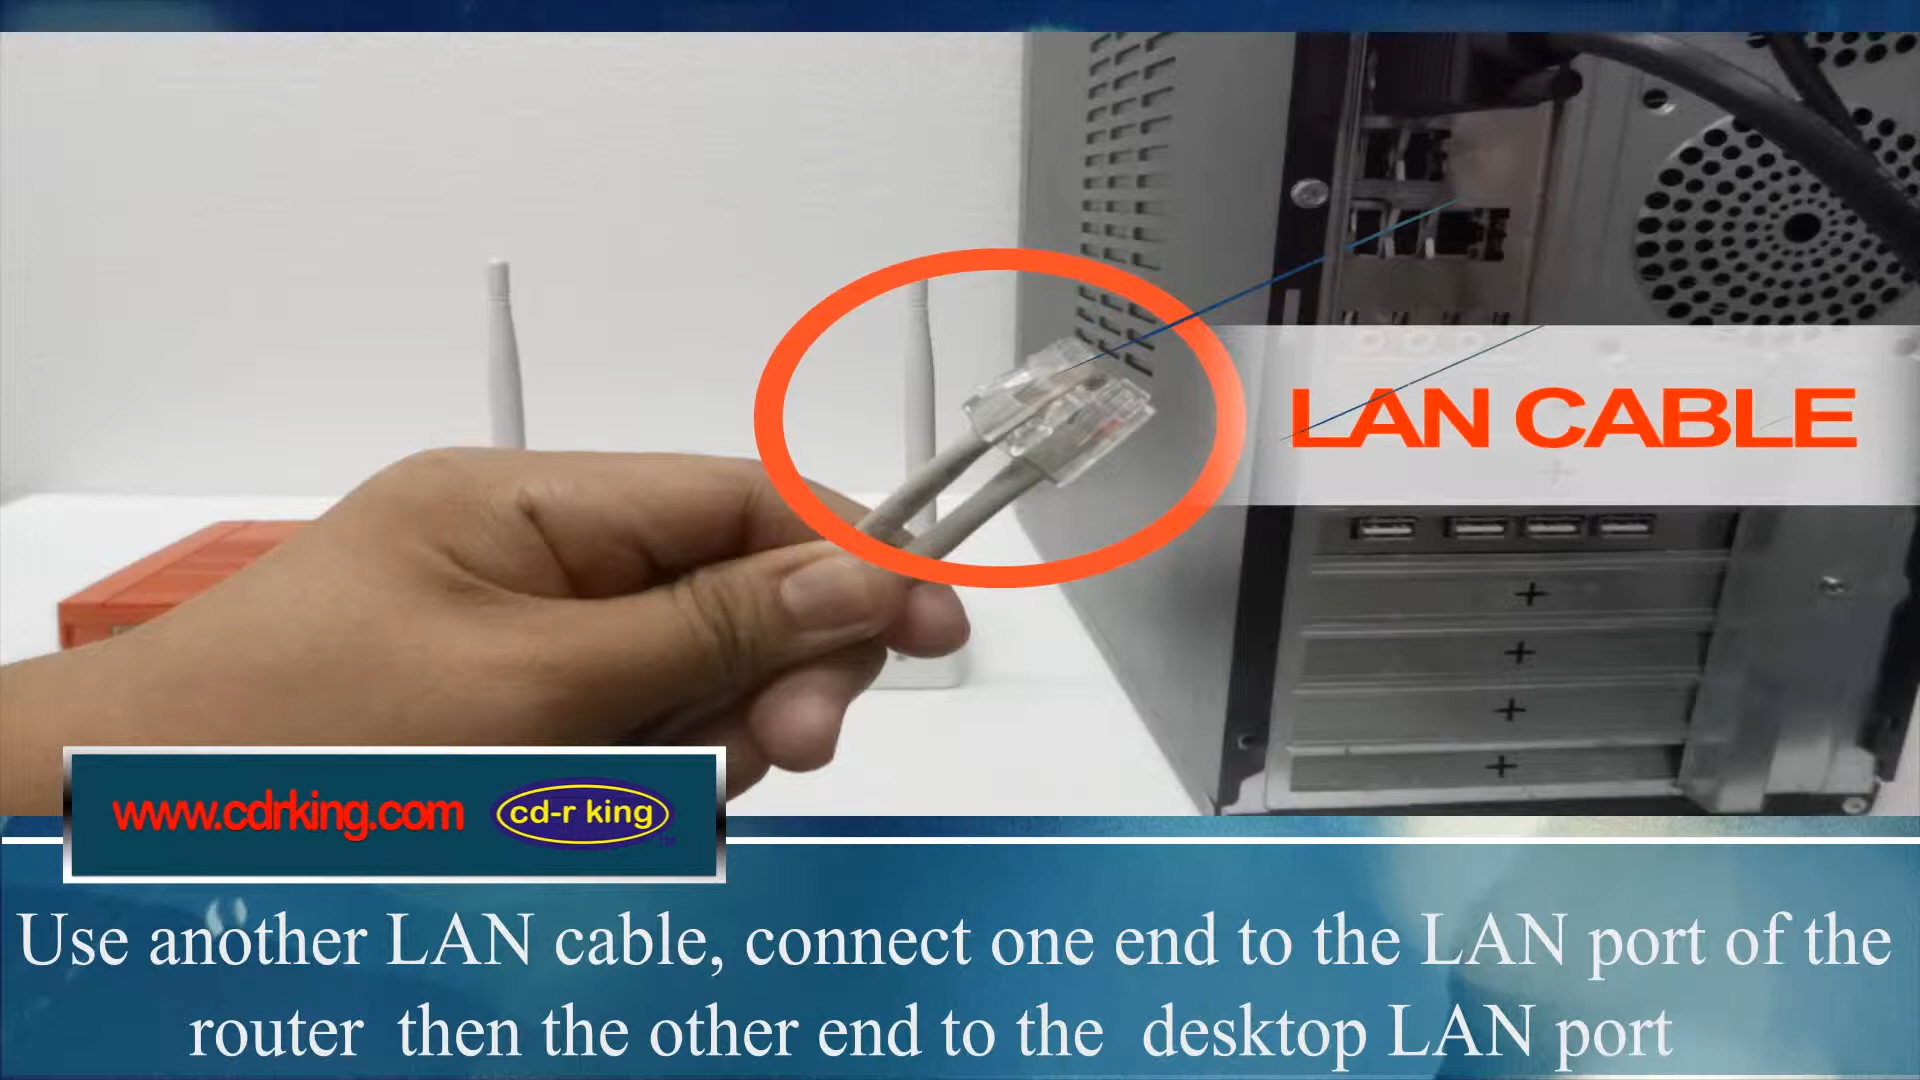 LAN CABLE
www.cdrking.com
cd-r king
Use another LAN cable, connect one end to the LAN port of the
router then the other end to the desktop LAN port